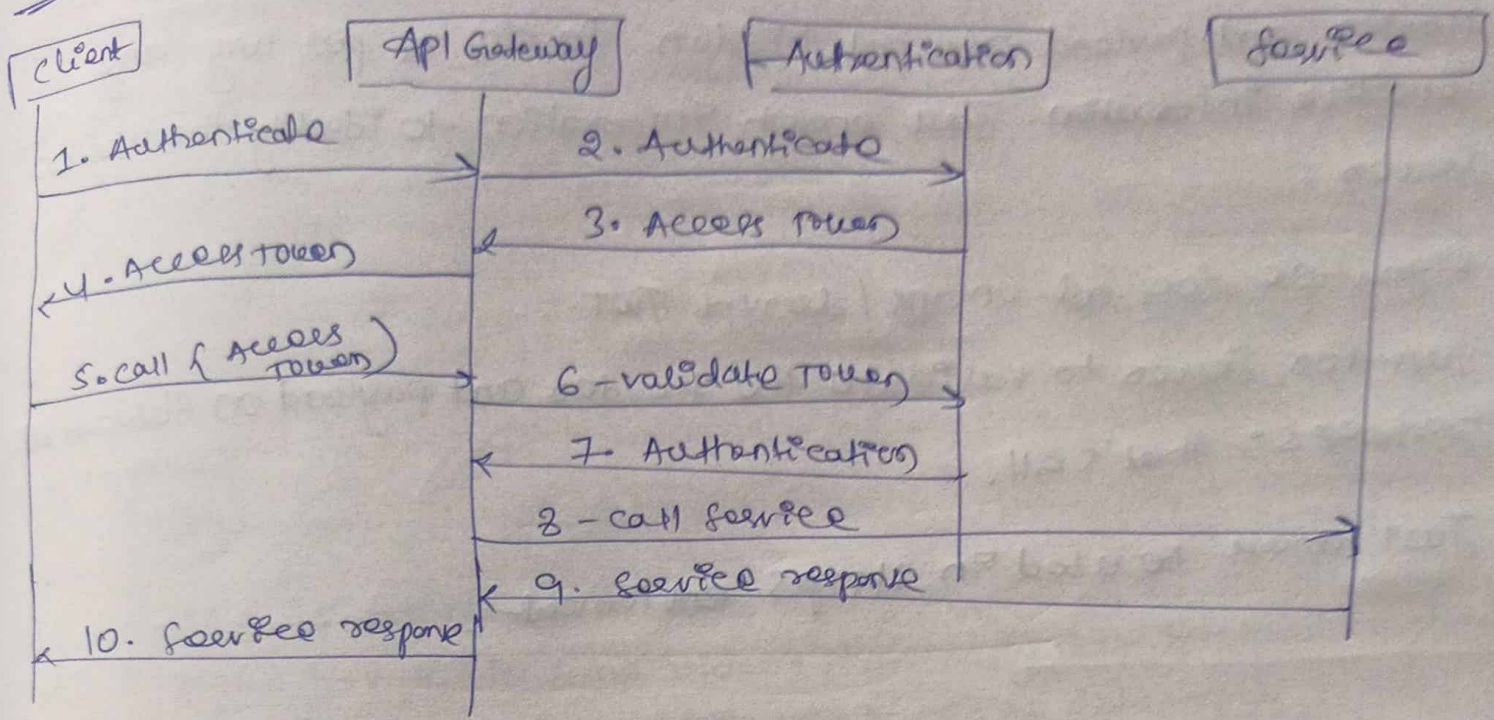 Client
API Gateway
Authentication
Service
1. Authenticate
2. Authenticate
3. Access Token
4. Access Token
5. call ( Access
Token)
6 - validate Token
7. Authentication
8 - call service
9. Service response
10. Service response